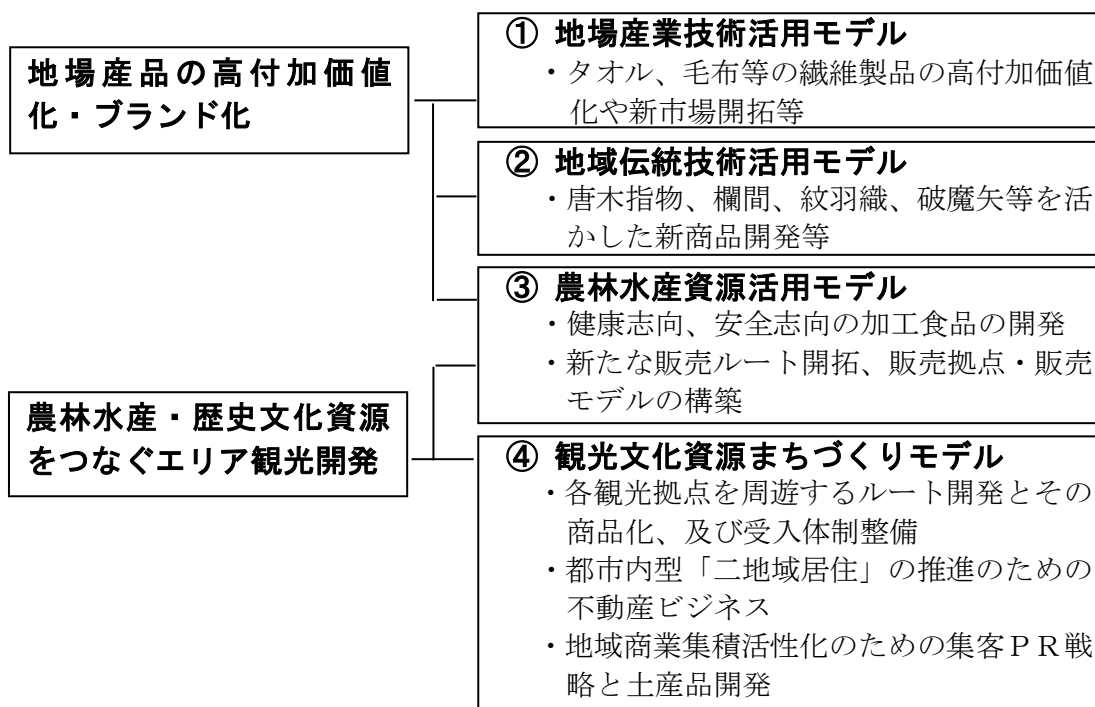 地場産品の高付加価値
化・ブランド化
① 地場産業技術活用モデル
・タオル、毛布等の繊維製品の高付加価値
化や新市場開拓等
② 地域伝統技術活用モデル
・唐木指物、欄間、紋羽織、破魔矢等を活
かした新商品開発等
③ 農林水産資源活用モデル
・健康志向、安全志向の加工食品の開発
・新たな販売ルート開拓、販売拠点・販売
モデルの構築
農林水産・歴史文化資源
をつなぐエリア観光開発
④ 観光文化資源まちづくりモデル
・各観光拠点を周遊するルート開発とその
商品化、及び受入体制整備
・都市内型「二地域居住」の推進のための
不動産ビジネス
・地域商業集積活性化のための集客ＰＲ戦
略と土産品開発